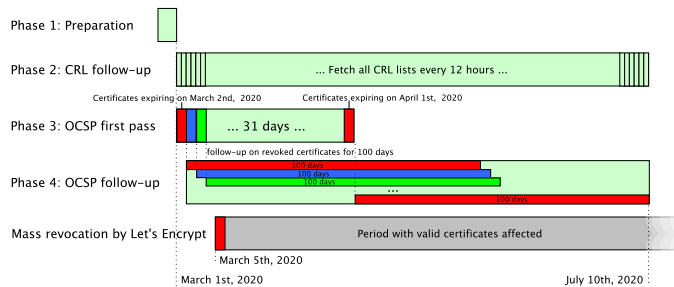 Phase 1: Preparation
Phase 2: CRL follow-up
... Fetch all CRL lists every 12 hours ...
Certificates expiring on March 2nd, 2020
Certificates expiring on April 1st, 2020
Phase 3: OCSP first pass
... 31 days ...
follow-up on revoked certificates for 100 days
Phase 4: OCSP follow-up
100 days
100 days
100 days
...
100 days
Mass revocation by Let's Encrypt
Period with valid certificates affected
March 5th, 2020
March 1st, 2020
July 10th, 2020